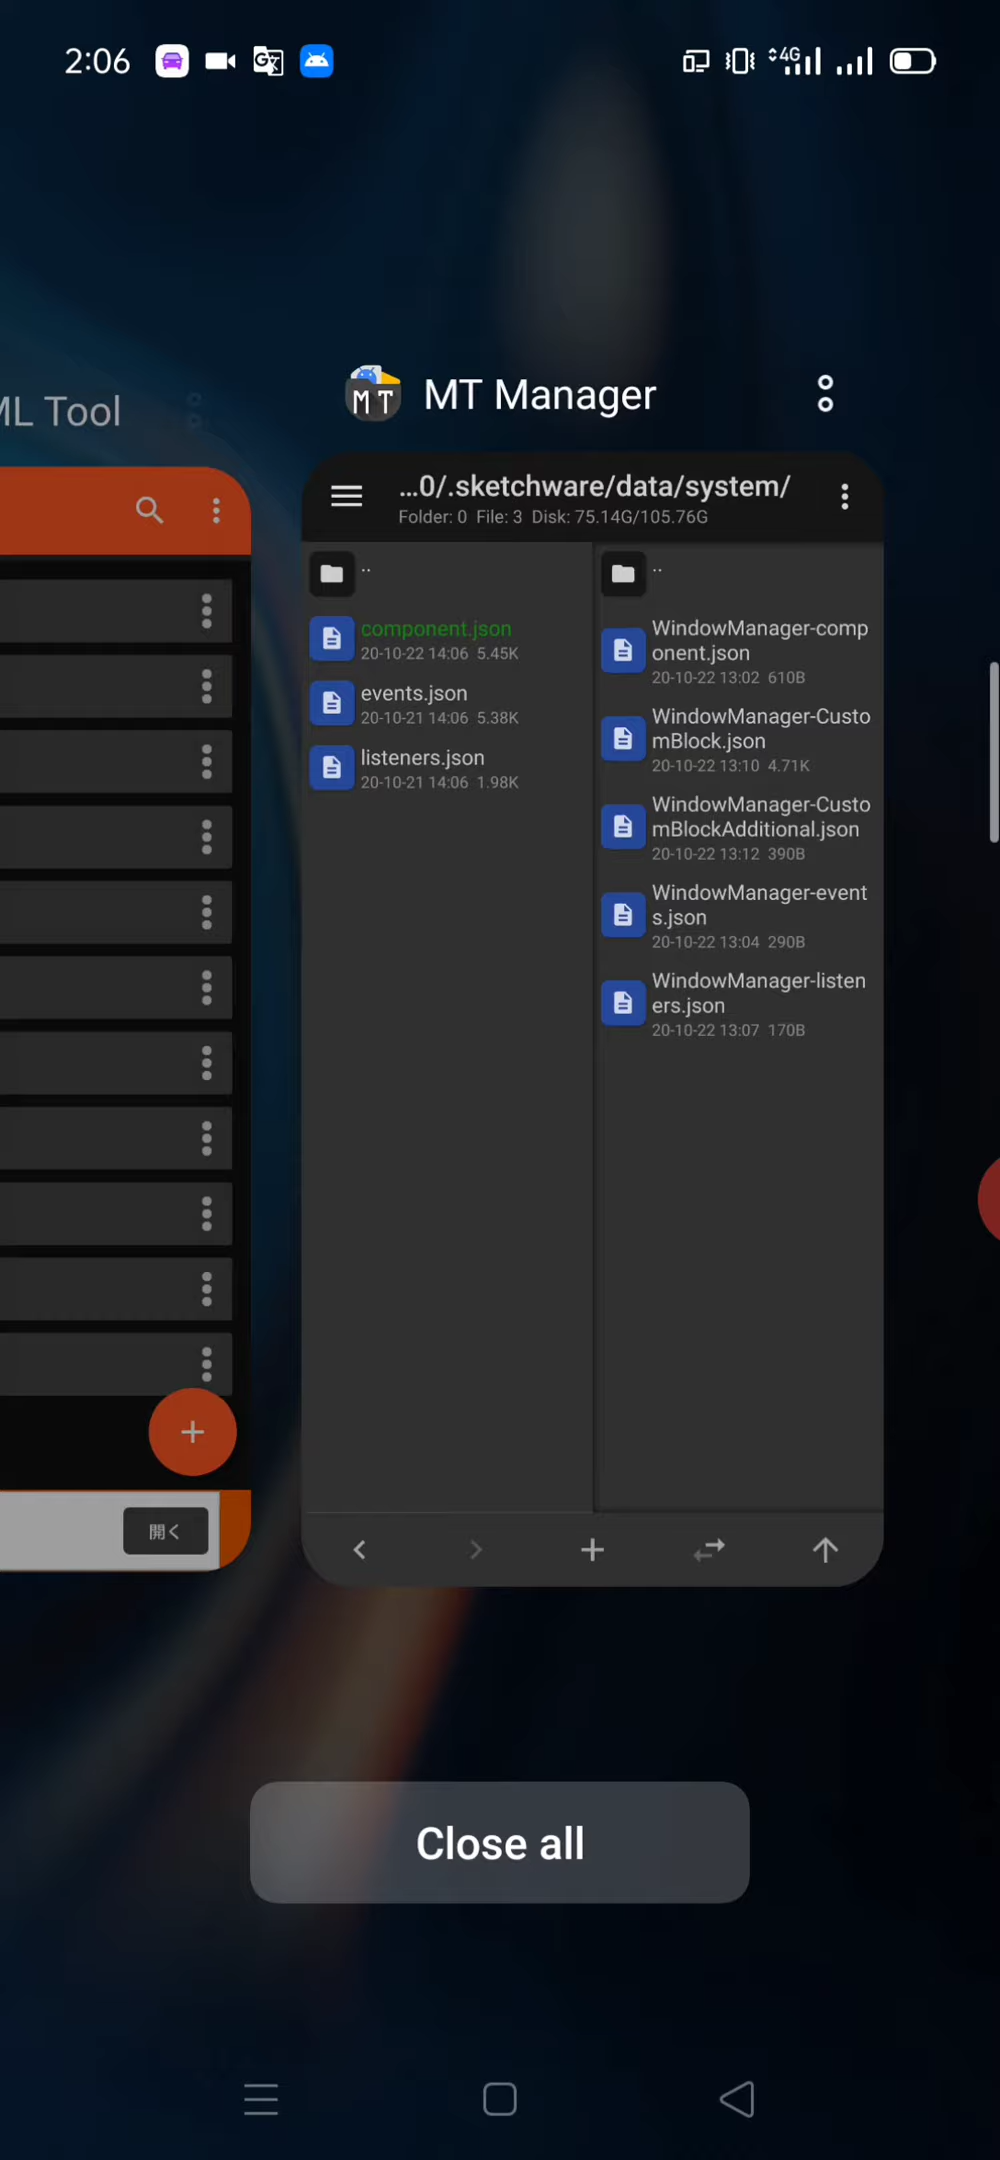 2:06
4G
ML Tool
MT Manager
...0/.sketchware/data/system/
Folder: 0 File: 3 Disk: 75.14G/105.76G
..
component.json
20-10-22 14:06 5.45K
events.json
20-10-21 14:06 5.38K
listeners.json
20-10-21 14:06 1.98K
..
WindowManager-comp
onent.json
20-10-22 13:02 610B
WindowManager-Custo
mBlock.json
20-10-22 13:10 4.71K
WindowManager-Custo
mBlockAdditional.json
20-10-22 13:12 390B
WindowManager-event
s.json
20-10-22 13:04 290B
WindowManager-listen
ers.json
20-10-22 13:07 170B
開く
Close all